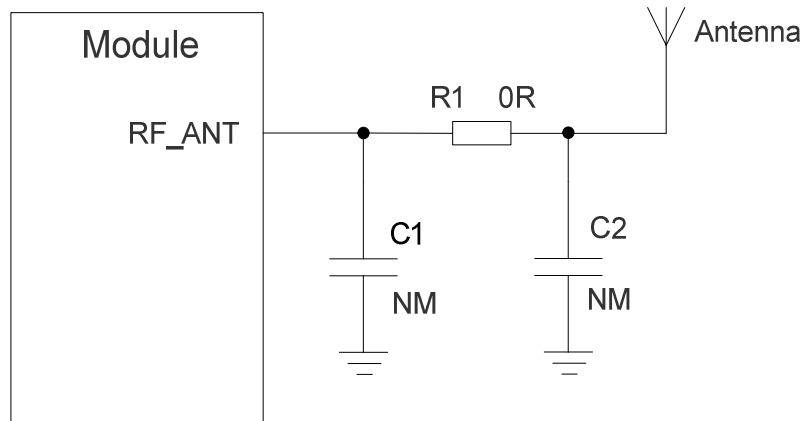 Module
Antenna
R1 0R
RF_ANT
C1
C2
NM
NM